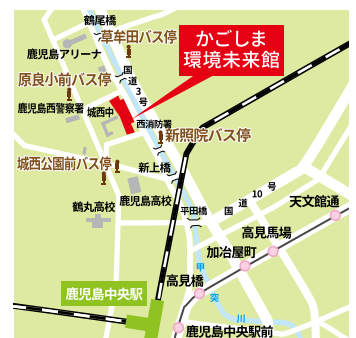 鶴尾橋
草牟田バス停
かごしま
環境未来館
鹿児島アリーナ
国道3号
原良小前バス停
鹿児島西警察署
城西中
西消防署
新照院バス停
城西公園前バス停
新上橋
鹿児島高校
鶴丸高校
平田橋
国道10号
天文館通
高見馬場
加治屋町
甲突川
高見橋
鹿児島中央駅
鹿児島中央駅前